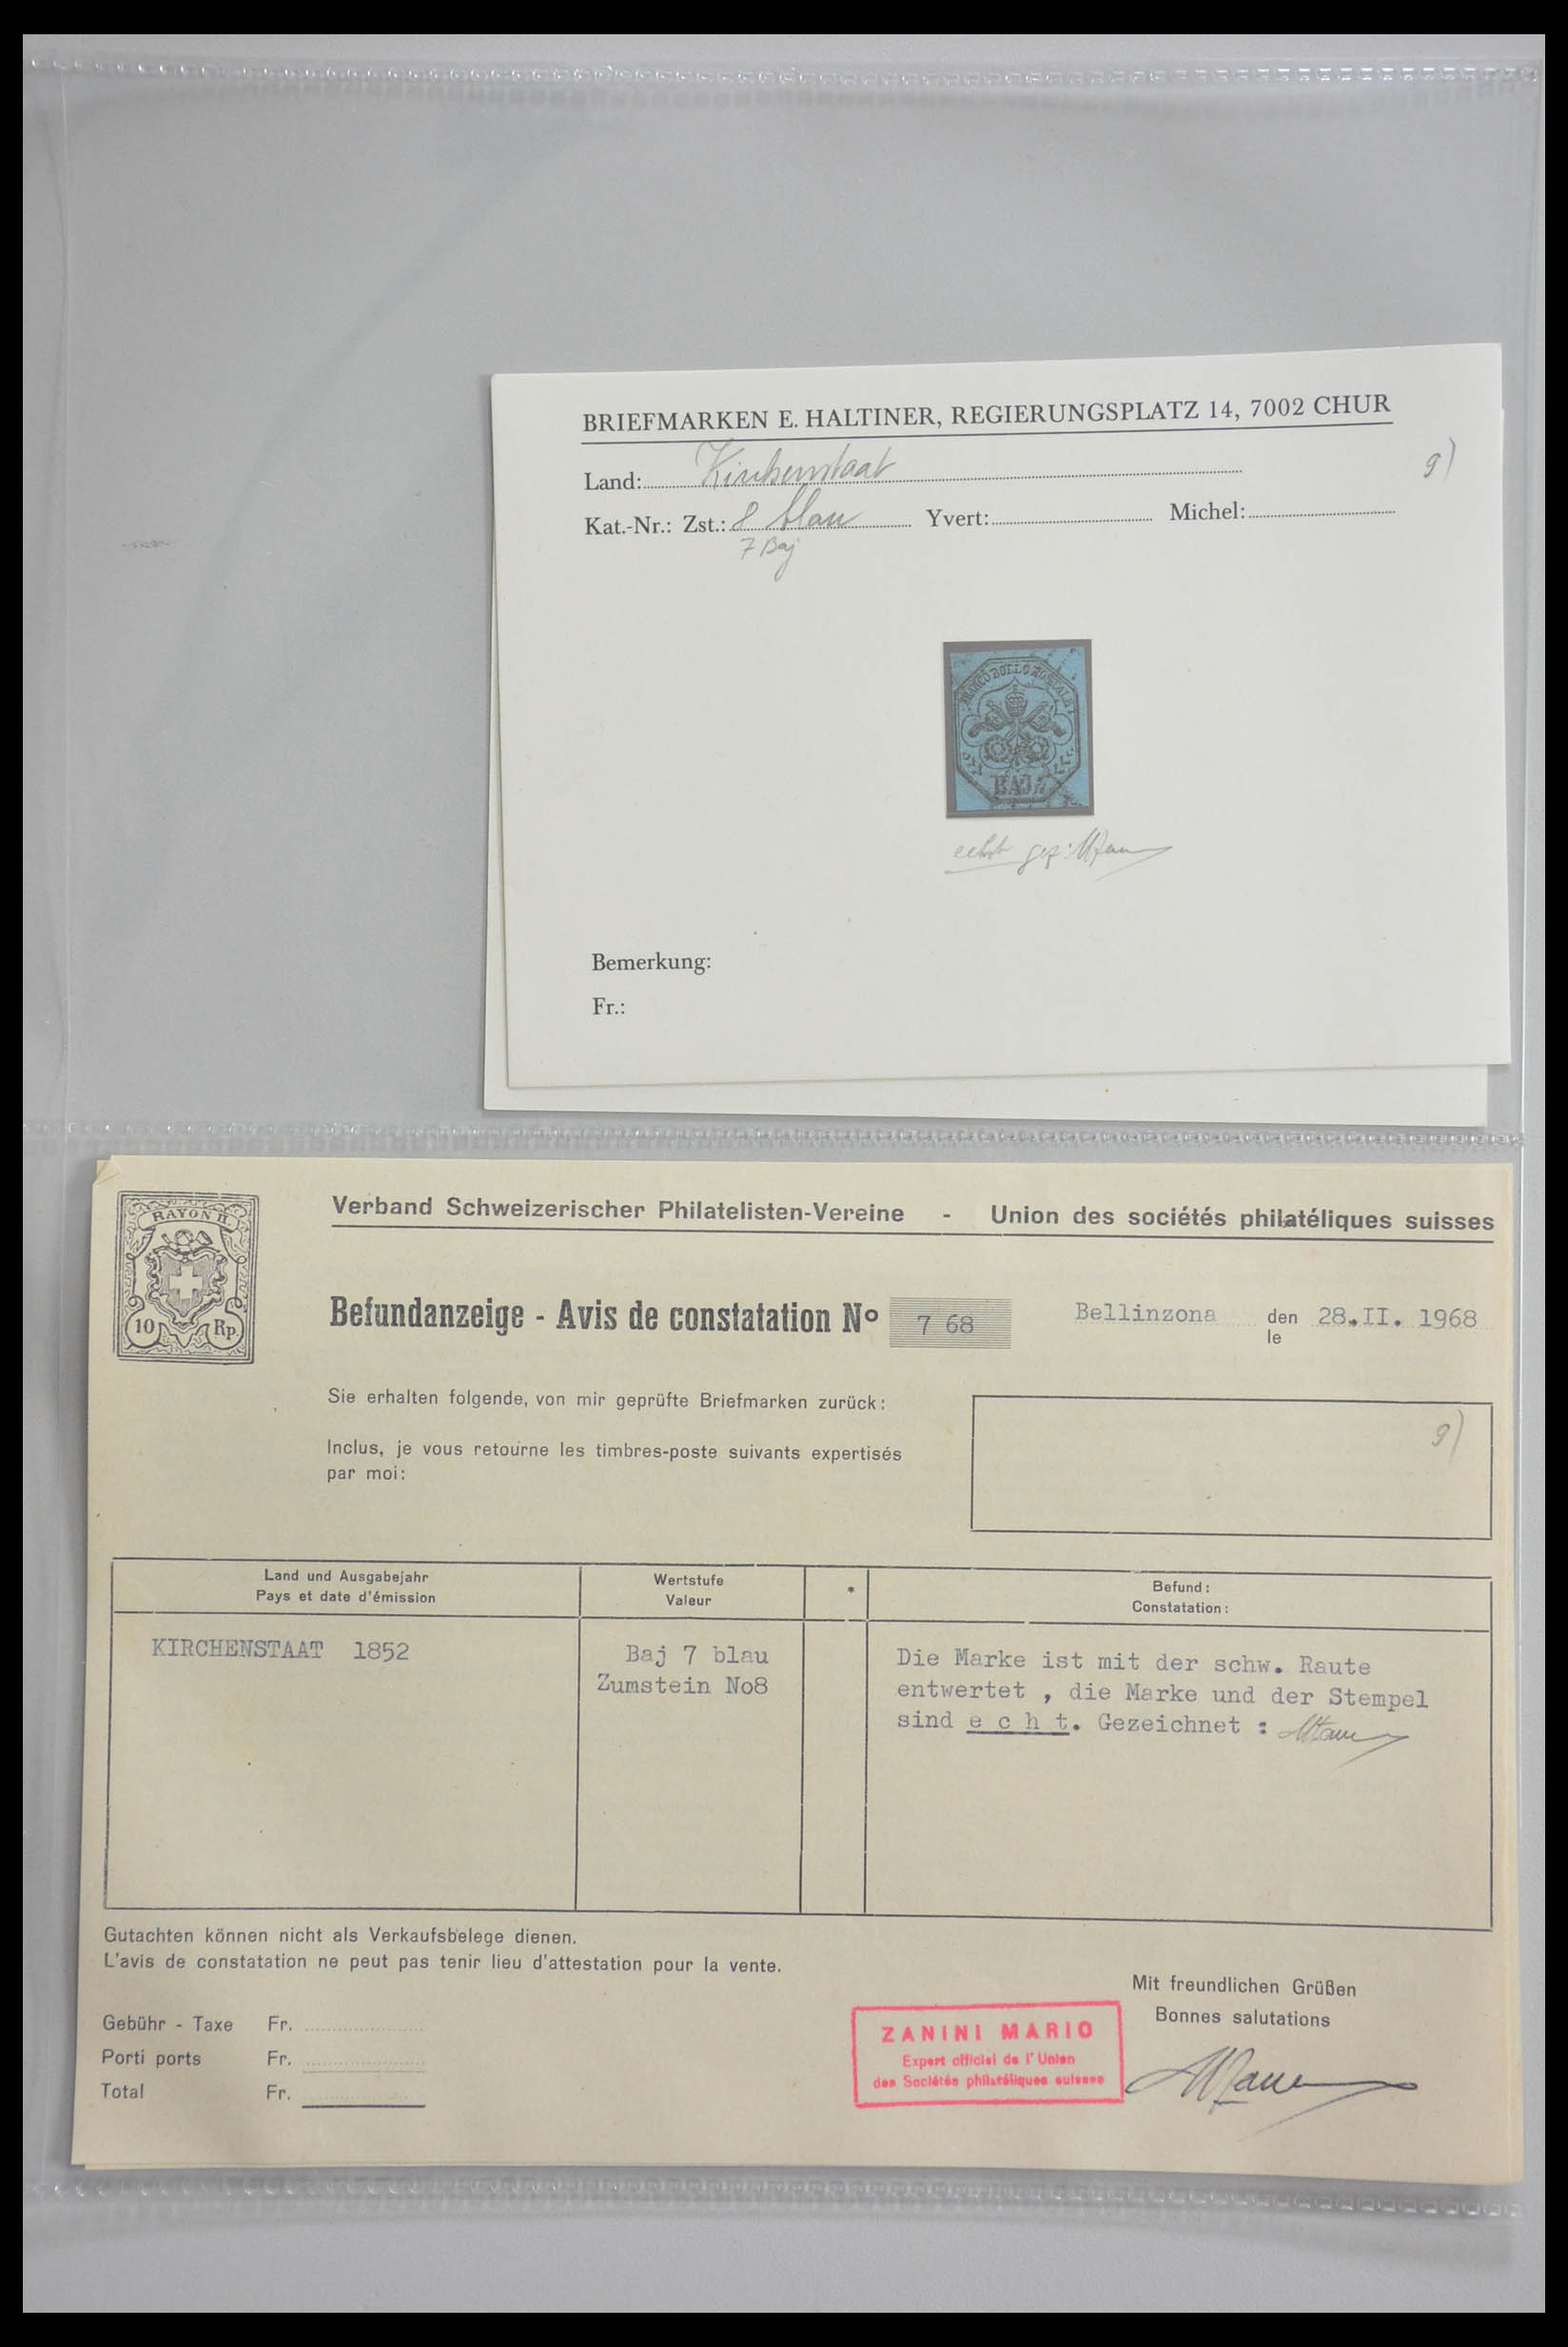 BRIEFMARKEN E. HALTINER, REGIERUNGSPLATZ 14, 7002 CHUR
Land: Kirchenstaat
g)
Kat.-Nr.: Zst.: 8 blau Yvert: Michel:
7 Baj
FRANCO BOLLO POSTALE
BAJ 7
echt gez:
Bemerkung:
Fr.:
RAYON II.
10 Rp.
Verband Schweizerischer Philatelisten-Vereine - Union des sociétés philatéliques suisses
Befundanzeige - Avis de constatation Nº 7 68 Bellinzona den 28.II. 1968
le
Sie erhalten folgende, von mir geprüfte Briefmarken zurück:
g)
Inclus, je vous retourne les timbres-poste suivants expertisés
par moi:
Land und Ausgabejahr
Pays et date d'émission
Wertstufe
Valeur
*
Befund:
Constatation:
KIRCHENSTAAT 1852
Baj 7 blau
Zumstein No8
Die Marke ist mit der schw. Raute
entwertet , die Marke und der Stempel
sind e c h t. Gezeichnet :
Gutachten können nicht als Verkaufsbelege dienen.
L'avis de constatation ne peut pas tenir lieu d'attestation pour la vente.
Gebühr - Taxe Fr.
Porti ports Fr.
Total Fr.
Mit freundlichen Grüßen
Bonnes salutations
ZANINI MARIO
Expert officiel de l'Union
des Sociétés philatéliques suisses